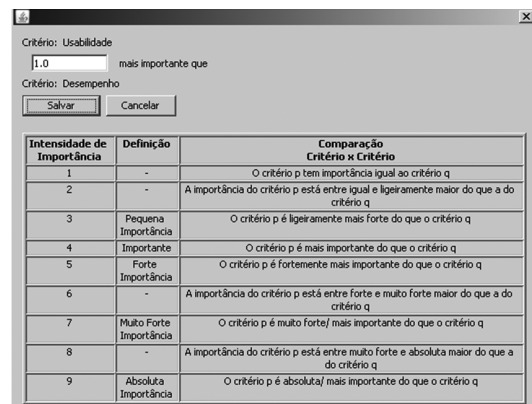 Critério: Usabilidade
1.0 mais importante que
Critério: Desempenho
Salvar Cancelar
Intensidade de Importância Definição Comparação Critério x Critério
1 - O critério p tem importância igual ao critério q
2 - A importância do critério p está entre igual e ligeiramente maior do que a do critério q
3 Pequena Importância O critério p é ligeiramente mais forte do que o critério q
4 Importante O critério p é mais importante do que o critério q
5 Forte Importância O critério p é fortemente mais importante do que o critério q
6 - A importância do critério p está entre forte e muito forte maior do que a do critério q
7 Muito Forte Importância O critério p é muito forte/ mais importante do que o critério q
8 - A importância do critério p está entre muito forte e absoluta maior do que a do critério q
9 Absoluta Importância O critério p é absoluta/ mais importante do que o critério q